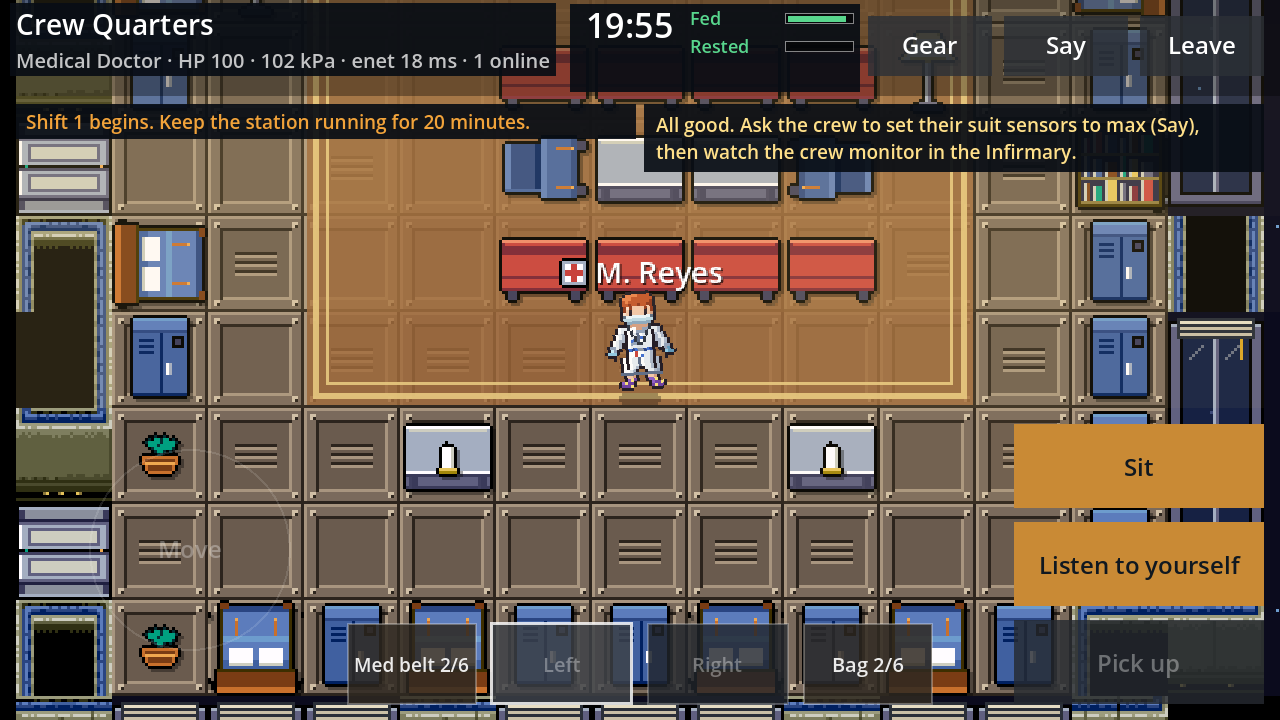 Crew Quarters
Medical Doctor · HP 100 · 102 kPa · enet 18 ms · 1 online
19:55
Fed
Rested
Gear
Say
Leave
Shift 1 begins. Keep the station running for 20 minutes.
All good. Ask the crew to set their suit sensors to max (Say),
then watch the crew monitor in the Infirmary.
M. Reyes
Sit
Move
Listen to yourself
Med belt 2/6
Left
Right
Bag 2/6
Pick up